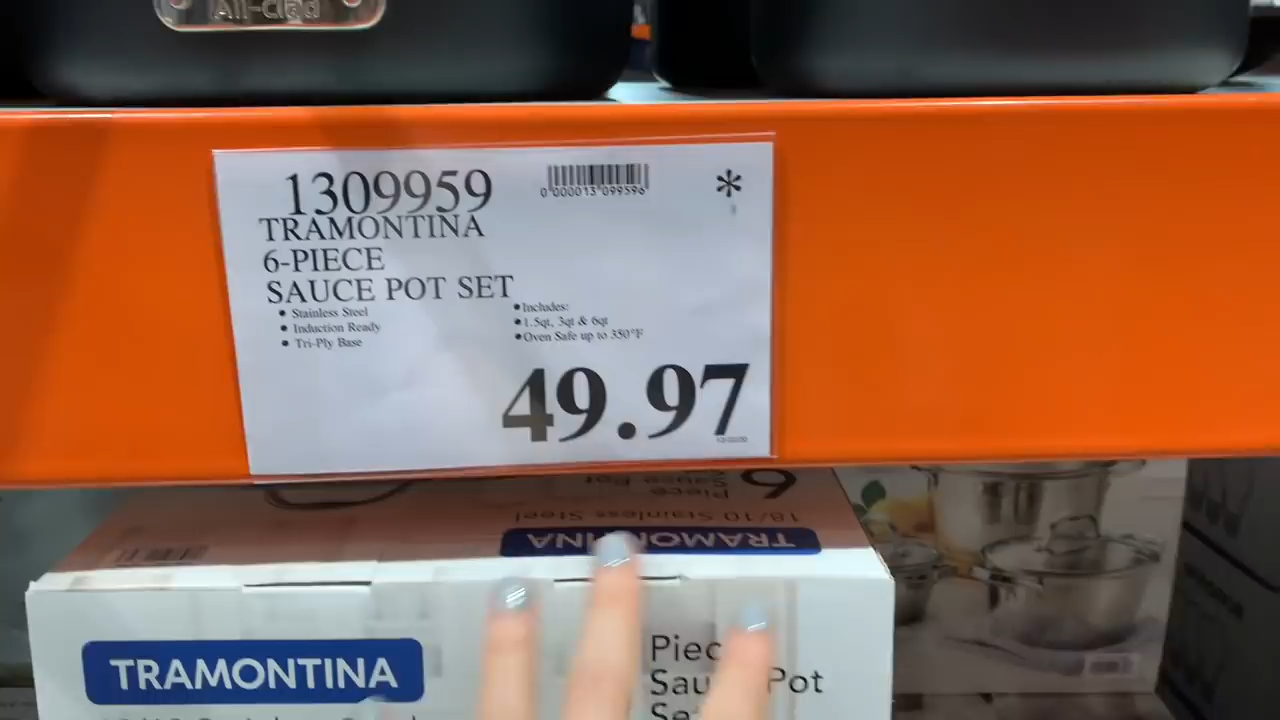 All-clad
1309959
0 000013 099596
*
TRAMONTINA
6-PIECE
SAUCE POT SET
• Stainless Steel
• Induction Ready
• Tri-Ply Base
• Includes:
• 1.5qt, 3qt & 6qt
• Oven Safe up to 350°F
49.97
6
Piece
Sauce Pot
18/10 Stainless Steel
TRAMONTINA
TRAMONTINA
Pot